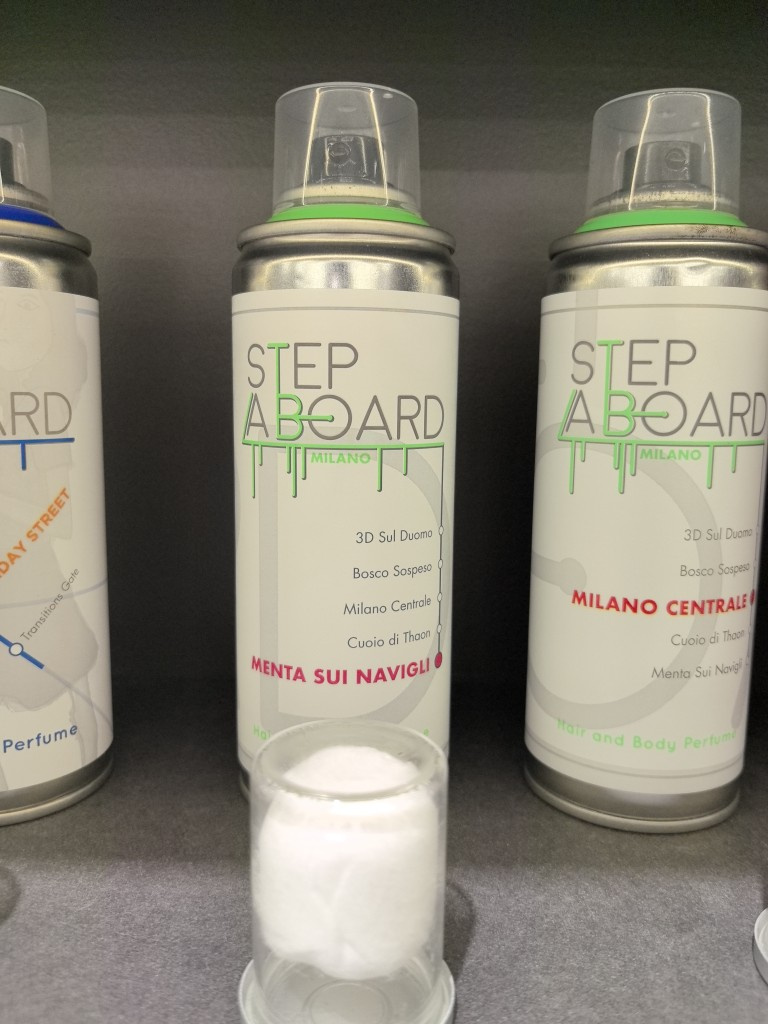 ARD
DAY STREET
Transitions Gate
Perfume
STEP
ABOARD
MILANO
3D Sul Duomo
Bosco Sospeso
Milano Centrale
Cuoio di Thaon
MENTA SUI NAVIGLI
STEP
ABOARD
MILANO
3D Sul Duomo
Bosco Sospeso
MILANO CENTRALE
Cuoio di Thaon
Menta Sui Navigli
Hair and Body Perfume